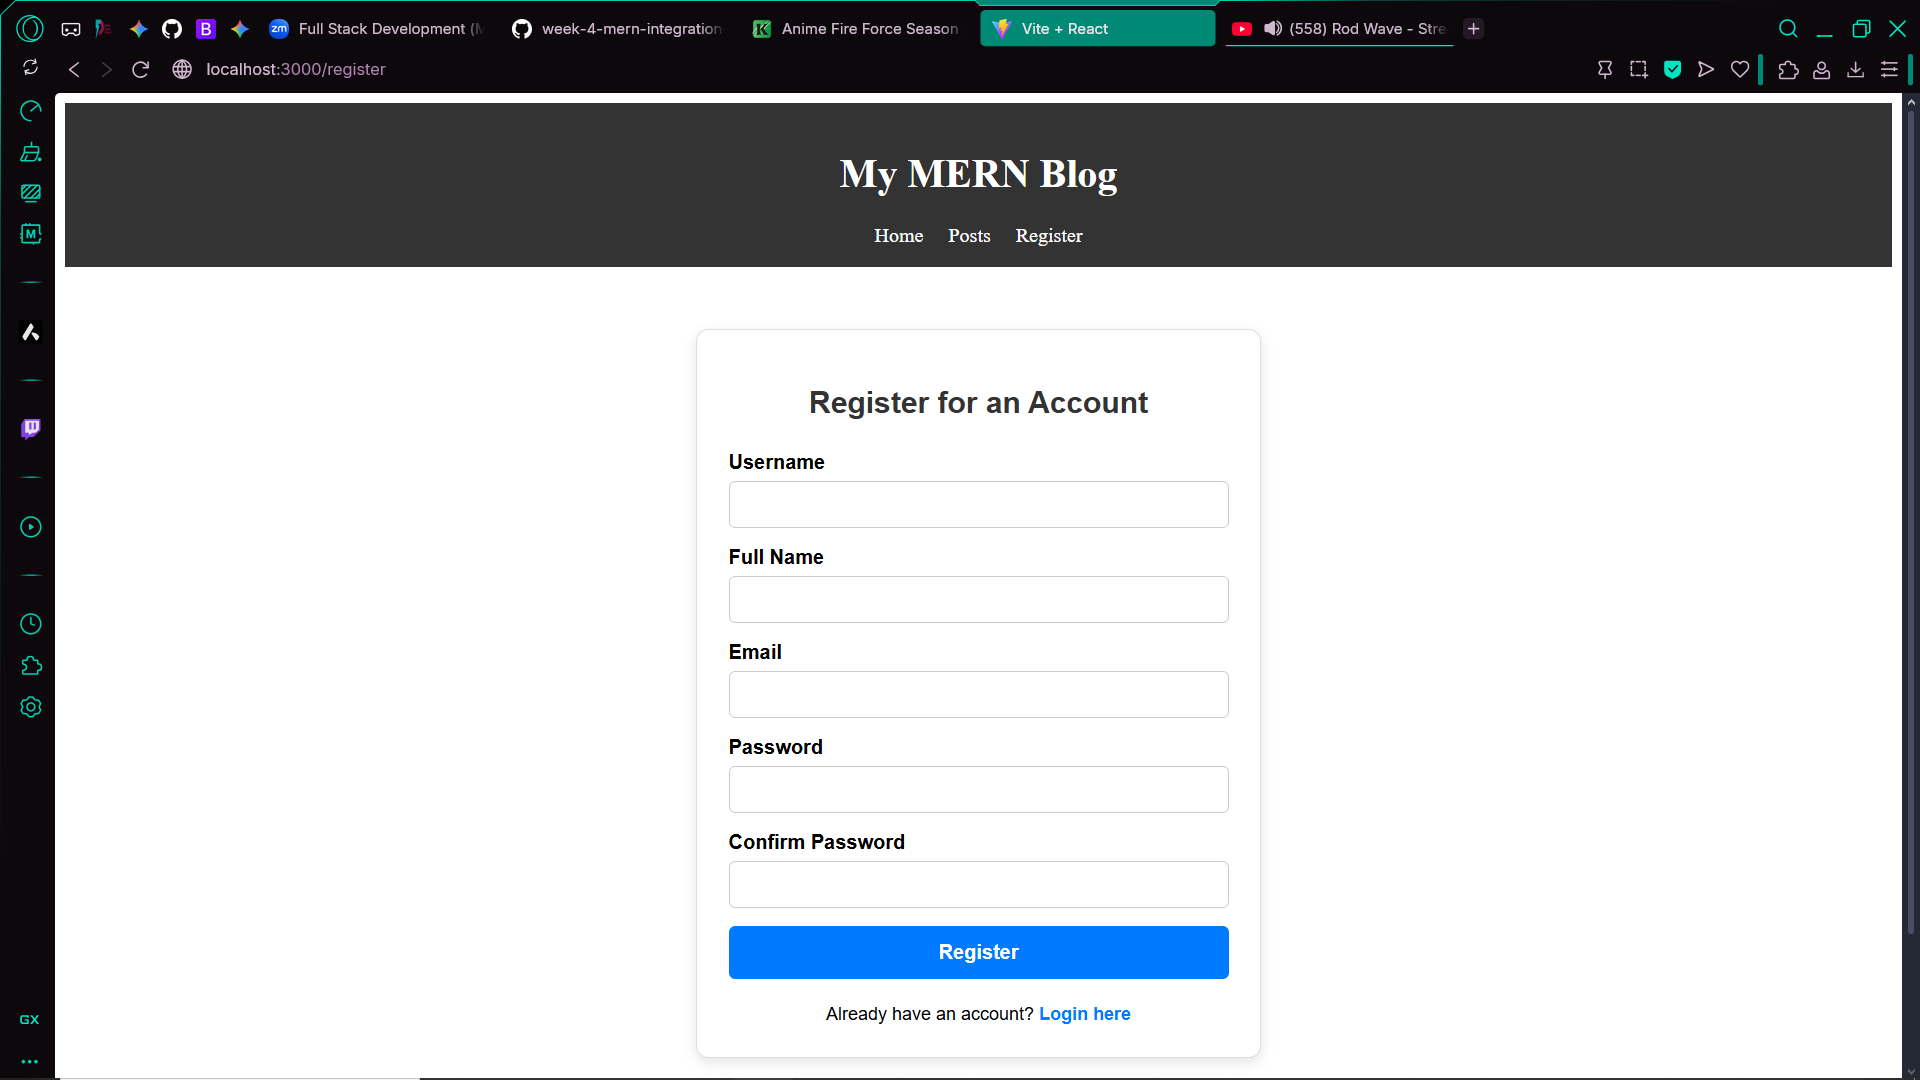 zm Full Stack Development (M
week-4-mern-integration
K Anime Fire Force Season
Vite + React
(558) Rod Wave - Stre
B
localhost:3000/register
M
My MERN Blog
Home Posts Register
Register for an Account
Username
Full Name
Email
Password
Confirm Password
Register
Already have an account? Login here
GX